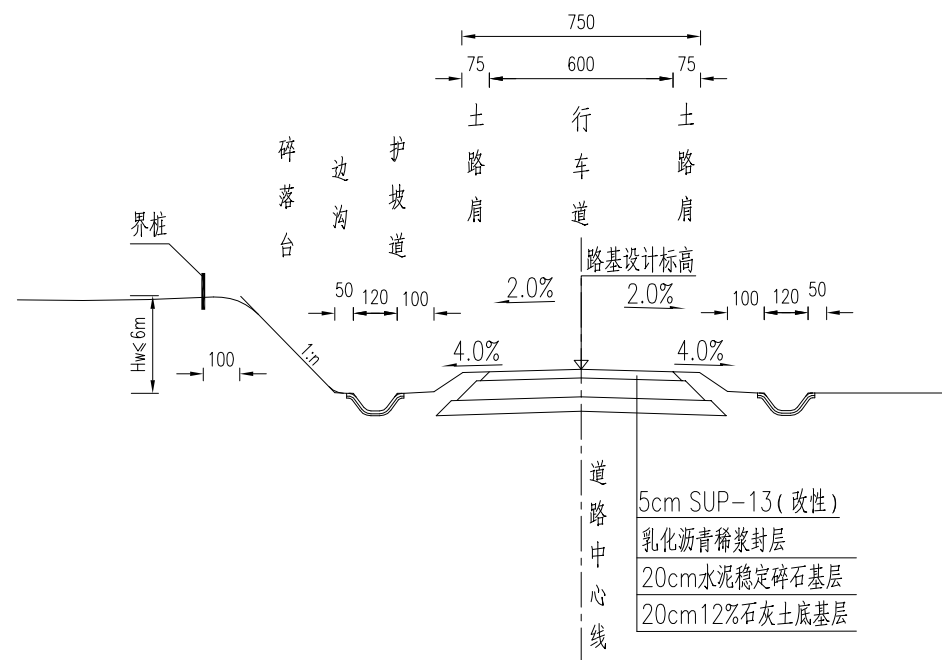 750
75
600
75
土路肩
行车道
土路肩
碎落台
边沟
护坡道
界桩
路基设计标高
50
120
100
2.0%
2.0%
100
120
50
Hw≤6m
100
1:n
4.0%
4.0%
道路中心线
5cm SUP-13(改性)
乳化沥青稀浆封层
20cm水泥稳定碎石基层
20cm12%石灰土底基层